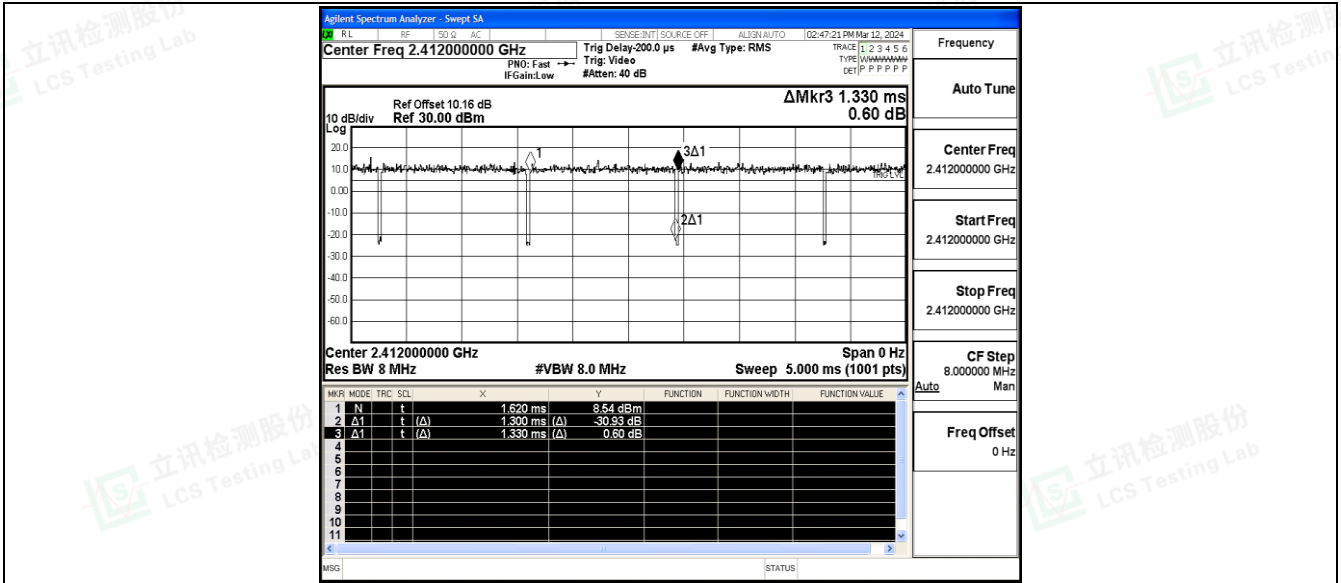 Agilent Spectrum Analyzer - Swept SA
RL RF 50 Ω AC SENSE:INT SOURCE OFF ALIGN AUTO 02:47:21 PM Mar 12, 2024
Center Freq 2.412000000 GHz
PNO: Fast
IFGain:Low
Trig Delay-200.0 µs
Trig: Video
#Atten: 40 dB
#Avg Type: RMS
TRACE 1 2 3 4 5 6
TYPE
DET P P P P P P
ΔMkr3 1.330 ms
0.60 dB
Ref Offset 10.16 dB
10 dB/div Ref 30.00 dBm
Log
20.0
10.0
0.00
-10.0
-20.0
-30.0
-40.0
-50.0
-60.0
1
3Δ1
2Δ1
TRIG LVL
Center 2.412000000 GHz Span 0 Hz
Res BW 8 MHz #VBW 8.0 MHz Sweep 5.000 ms (1001 pts)
MKR MODE TRC SCL X Y FUNCTION FUNCTION WIDTH FUNCTION VALUE
1 N t 1.620 ms 8.54 dBm
2 Δ1 t (Δ) 1.300 ms (Δ) -30.93 dB
3 Δ1 t (Δ) 1.330 ms (Δ) 0.60 dB
4
5
6
7
8
9
10
11
MSG STATUS
Frequency
Auto Tune
Center Freq
2.412000000 GHz
Start Freq
2.412000000 GHz
Stop Freq
2.412000000 GHz
CF Step
8.000000 MHz
Auto Man
Freq Offset
0 Hz
立讯检测股份
LCS Testing Lab
立讯检测股份
LCS Testing Lab
立讯检测股份
LCS Testing Lab
立讯检测股份
LCS Testing Lab